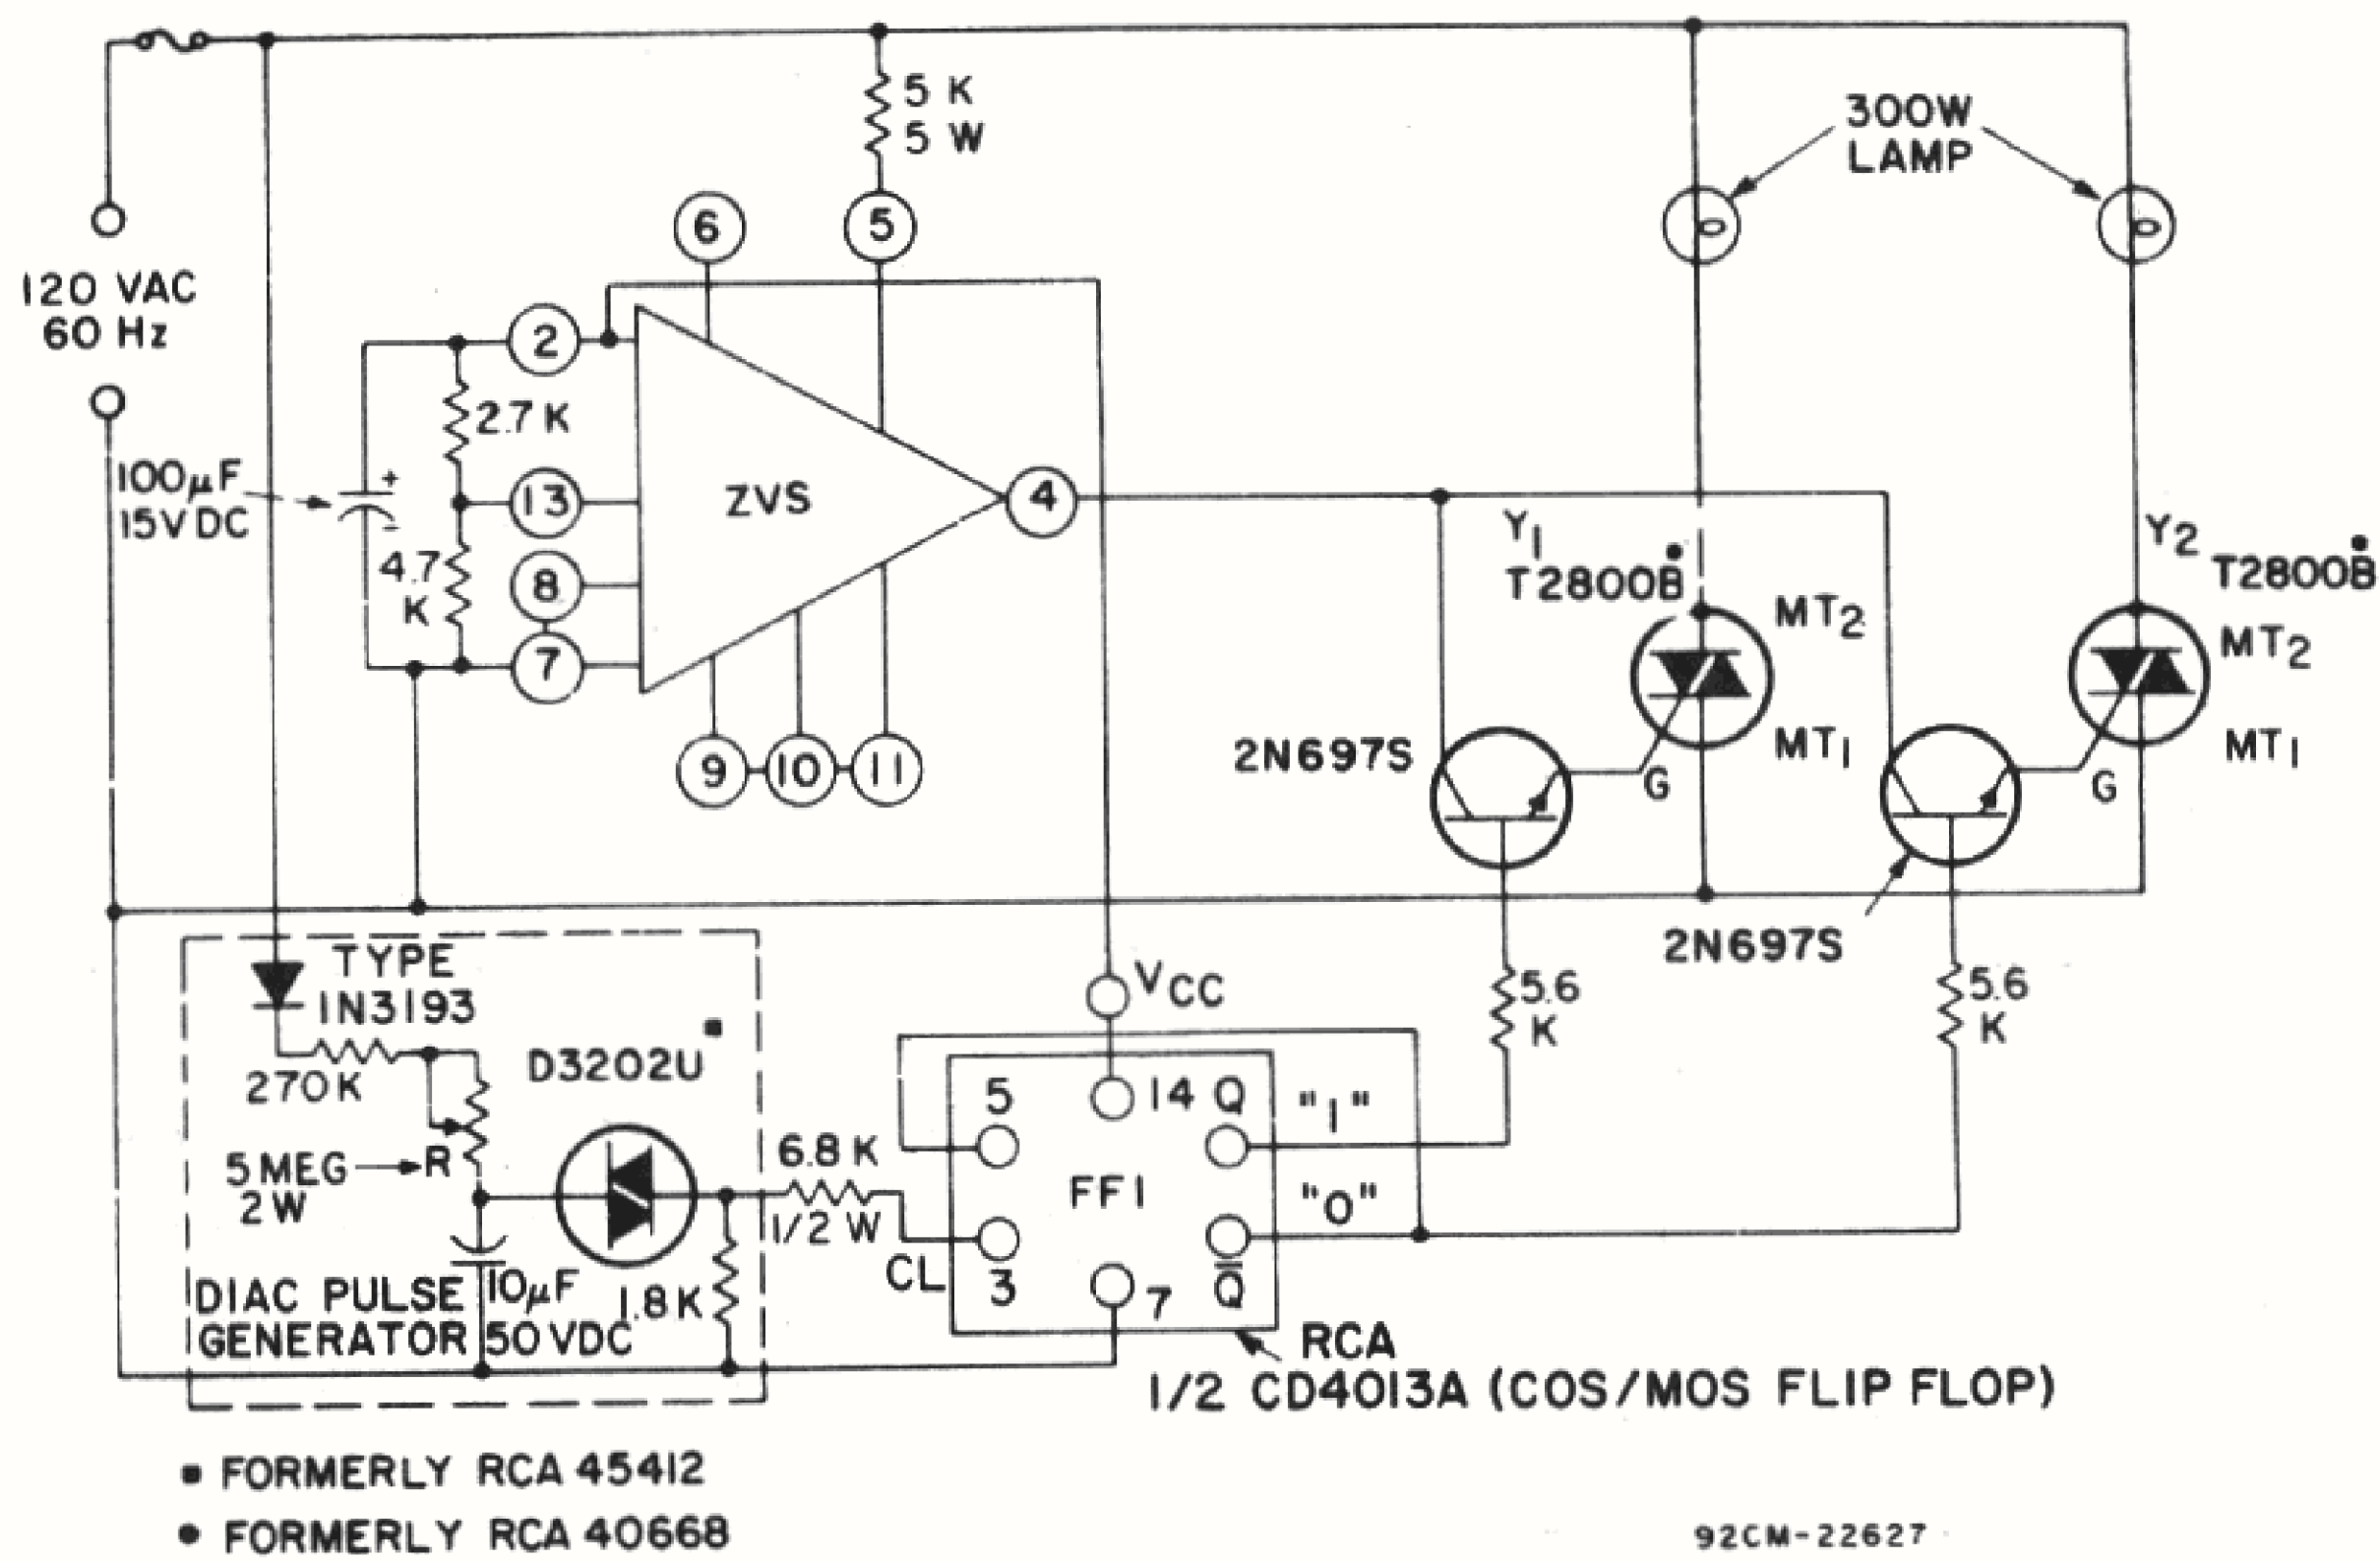 5 K
5 W
300W
LAMP
6
5
120 VAC
60 Hz
2
2.7 K
100µF
15V DC
+
-
13
ZVS
4
4.7
K
8
7
Y1
T2800B
MT2
MT1
Y2
T2800B
MT2
MT1
9
10
11
2N697S
G
G
2N697S
TYPE
1N3193
270K
D3202U
5 MEG
2W
R
VCC
5.6
K
5.6
K
6.8 K
1/2 W
5
14
Q
"1"
FF1
"0"
CL
3
7
Q̅
DIAC PULSE
GENERATOR
10µF
50VDC
1.8K
RCA
1/2 CD4013A (COS/MOS FLIP FLOP)
▪ FORMERLY RCA 45412
• FORMERLY RCA 40668
92CM-22627